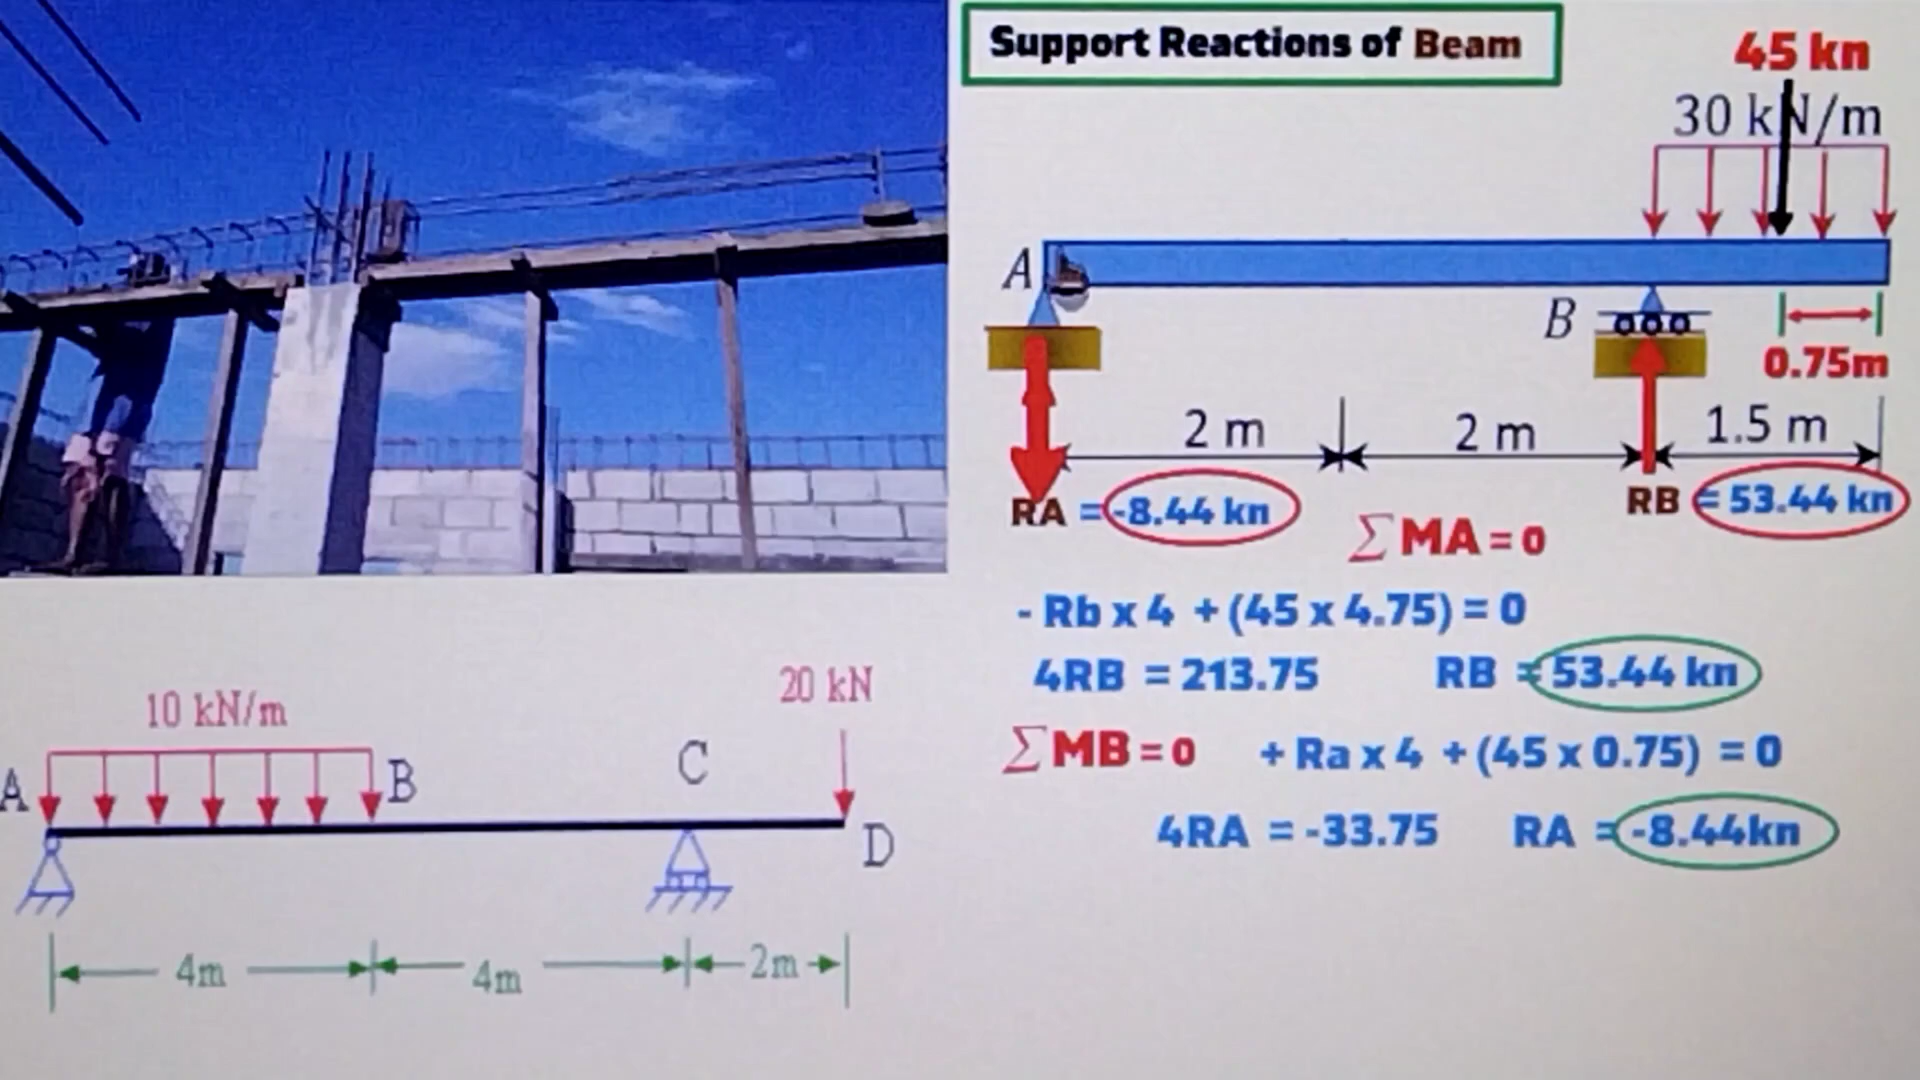 Support Reactions of Beam
45 kn
30 kN/m
A
B
0.75m
2 m
2 m
1.5 m
RA = -8.44 kn
RB = 53.44 kn
∑ MA = 0
- Rb x 4 + (45 x 4.75) = 0
4RB = 213.75 RB = 53.44 kn
∑ MB = 0 + Ra x 4 + (45 x 0.75) = 0
4RA = -33.75 RA = -8.44kn
20 kN
10 kN/m
A
B
C
D
4m
4m
2m